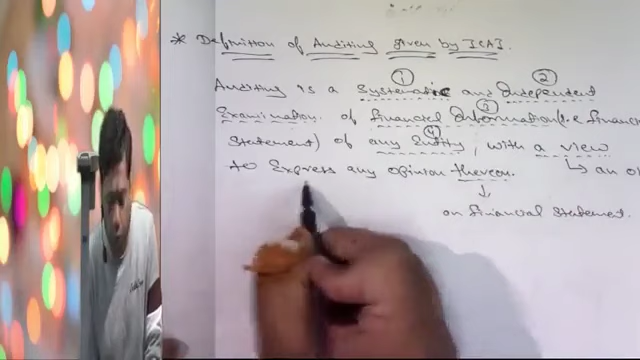 * Definition of Auditing given by ICAI.
① ②
Auditing is a Systematic and Independent
Examination of financial Information (i.e financ
③
Statement) of any Entity, with a view
④
to Express any opinion thereon. ↳ an o
↓
on financial Statement.